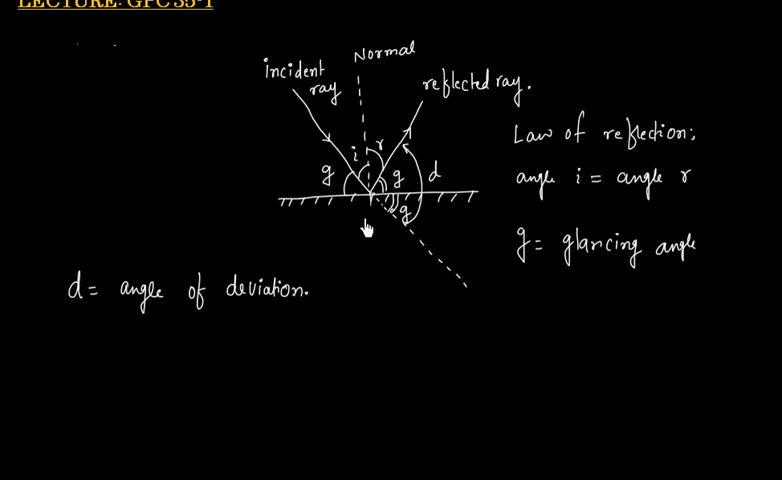 LECTURE: GPC 35-1
Normal
incident
ray
reflected ray.
i
r
g
g
d
g
Law of reflection;
angle i = angle r
g = glancing angle
d = angle of deviation.